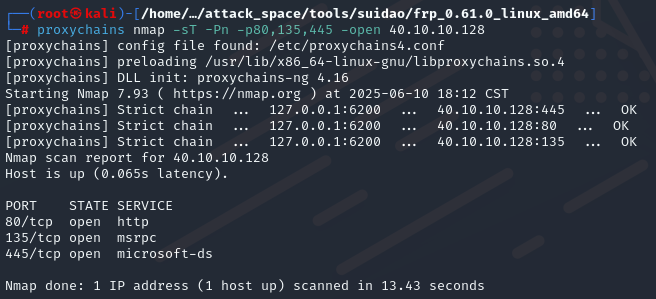 ┌──(root㉿kali)-[/home/…/attack_space/tools/suidao/frp_0.61.0_linux_amd64]
└─# proxychains nmap -sT -Pn -p80,135,445 -open 40.10.10.128
[proxychains] config file found: /etc/proxychains4.conf
[proxychains] preloading /usr/lib/x86_64-linux-gnu/libproxychains.so.4
[proxychains] DLL init: proxychains-ng 4.16
Starting Nmap 7.93 ( https://nmap.org ) at 2025-06-10 18:12 CST
[proxychains] Strict chain  ...  127.0.0.1:6200  ...  40.10.10.128:445  ...  OK
[proxychains] Strict chain  ...  127.0.0.1:6200  ...  40.10.10.128:80  ...  OK
[proxychains] Strict chain  ...  127.0.0.1:6200  ...  40.10.10.128:135  ...  OK
Nmap scan report for 40.10.10.128
Host is up (0.065s latency).

PORT    STATE SERVICE
80/tcp  open  http
135/tcp open  msrpc
445/tcp open  microsoft-ds

Nmap done: 1 IP address (1 host up) scanned in 13.43 seconds